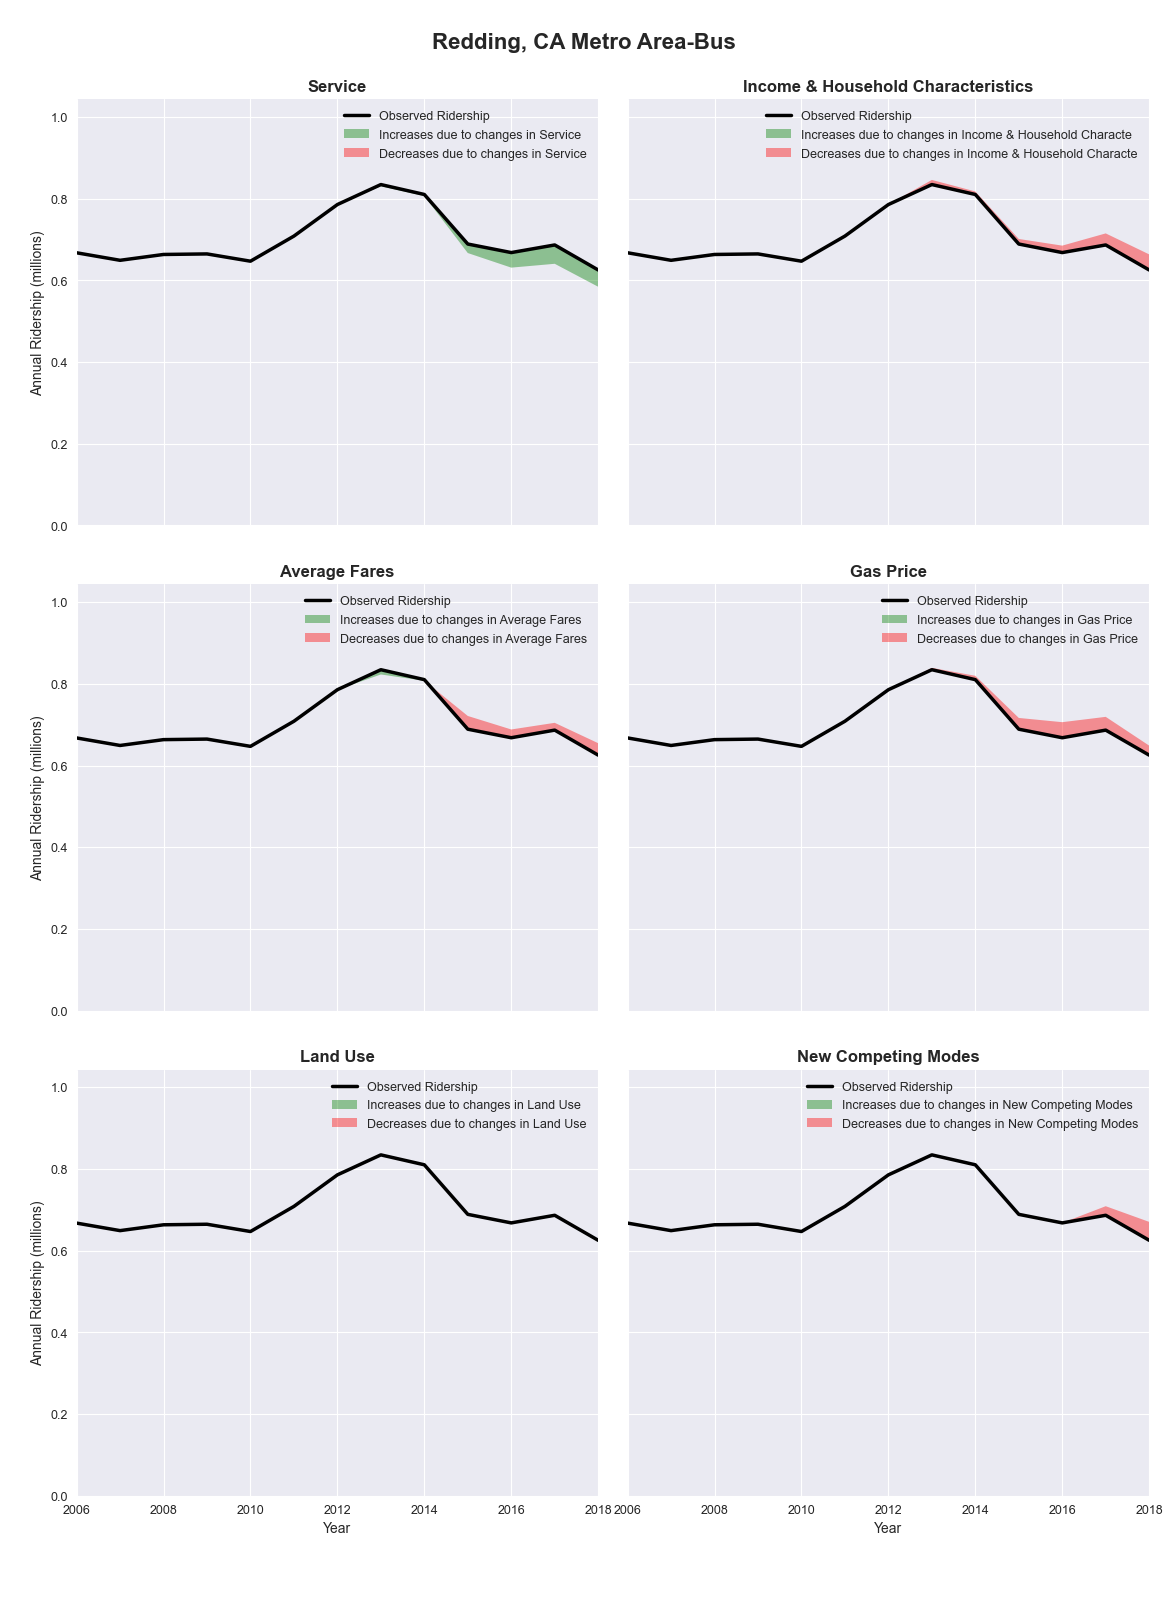 Redding, CA Metro Area-Bus
Service
Observed Ridership
Increases due to changes in Service
Decreases due to changes in Service
1.0
0.8
0.6
0.4
0.2
0.0
Annual Ridership (millions)
Income & Household Characteristics
Observed Ridership
Increases due to changes in Income & Household Characte
Decreases due to changes in Income & Household Characte
Average Fares
Observed Ridership
Increases due to changes in Average Fares
Decreases due to changes in Average Fares
1.0
0.8
0.6
0.4
0.2
0.0
Annual Ridership (millions)
Gas Price
Observed Ridership
Increases due to changes in Gas Price
Decreases due to changes in Gas Price
Land Use
Observed Ridership
Increases due to changes in Land Use
Decreases due to changes in Land Use
1.0
0.8
0.6
0.4
0.2
0.0
Annual Ridership (millions)
2006 2008 2010 2012 2014 2016 2018
Year
New Competing Modes
Observed Ridership
Increases due to changes in New Competing Modes
Decreases due to changes in New Competing Modes
2006 2008 2010 2012 2014 2016 2018
Year